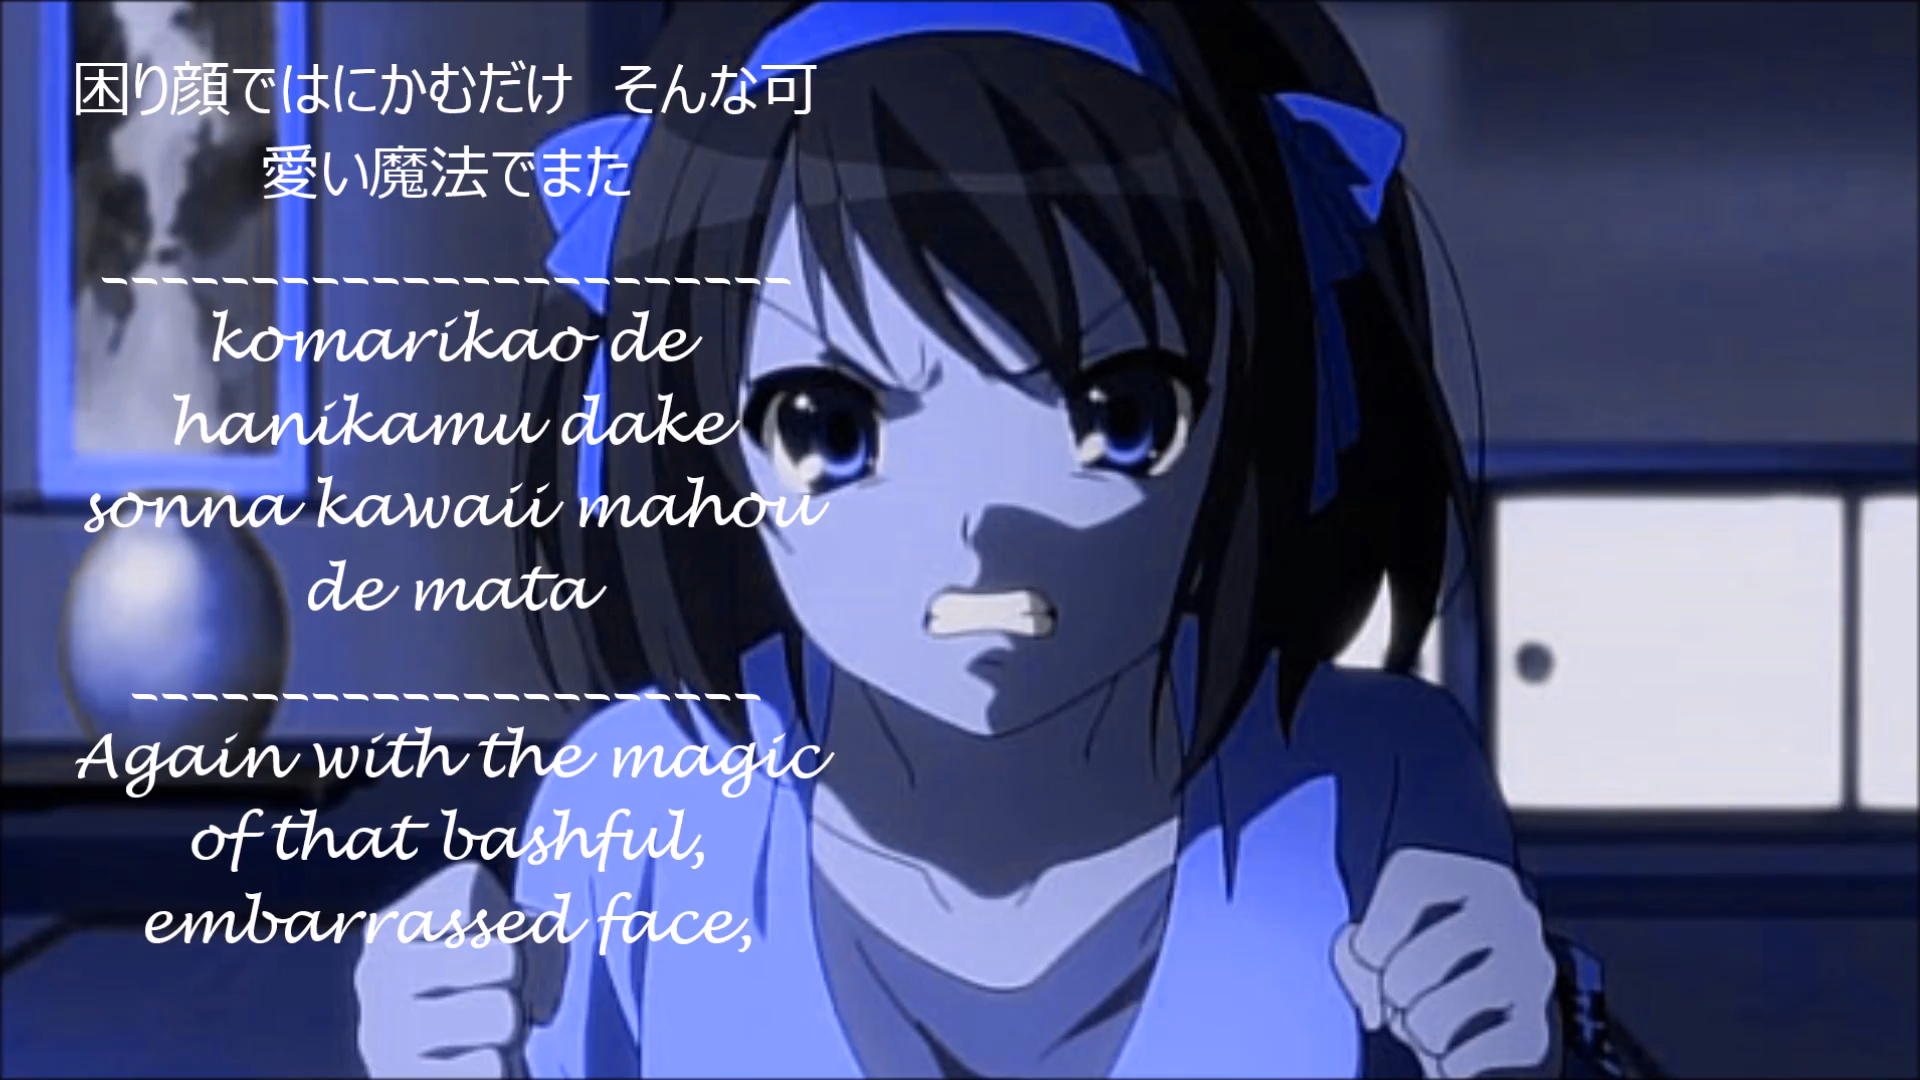 困り顔ではにかむだけ　そんな可
愛い魔法でまた
~~~~~~~~~~~~~~~~~~~~~~~
komarikao de
hanikamu dake
sonna kawaii mahou
de mata
~~~~~~~~~~~~~~~~~~~~~
Again with the magic
of that bashful,
embarrassed face,